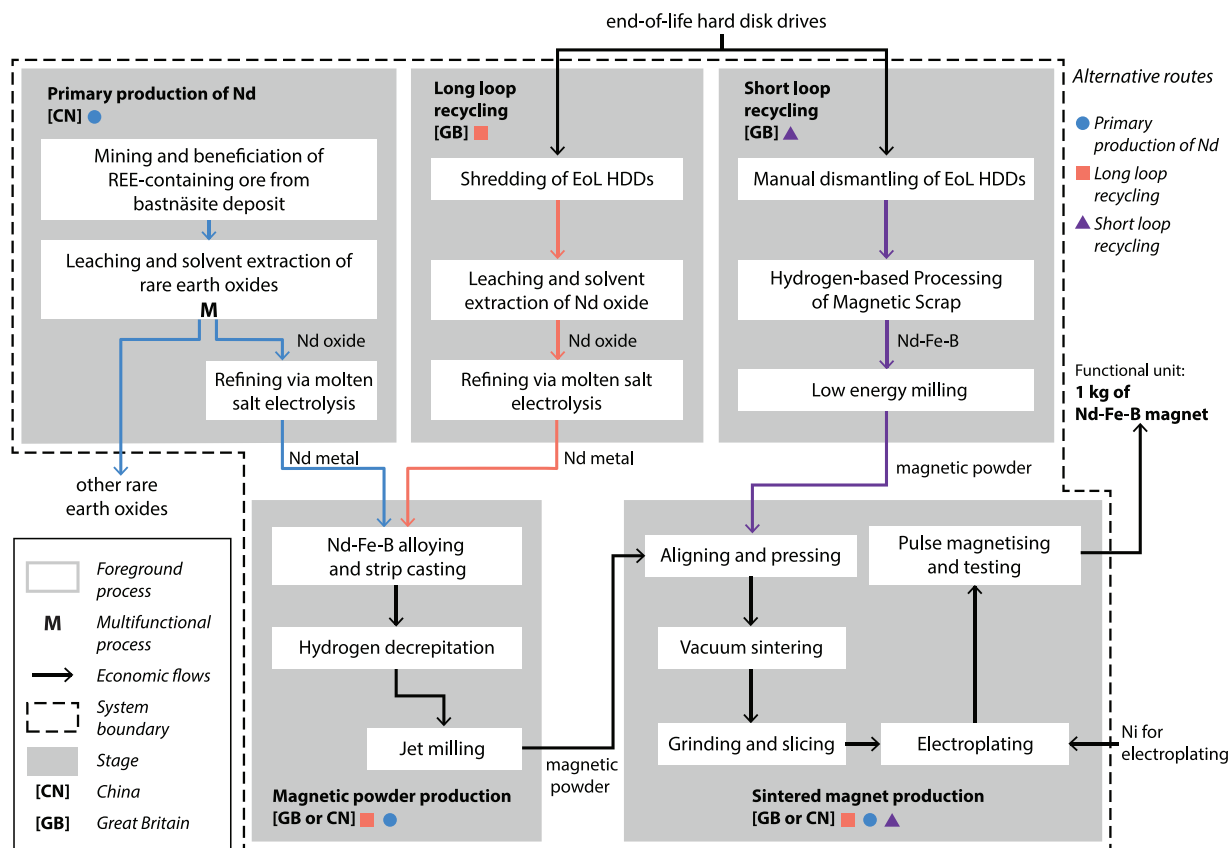 end-of-life hard disk drives
Primary production of Nd
[CN]
Mining and beneficiation of
REE-containing ore from
bastnäsite deposit
Leaching and solvent extraction of
rare earth oxides
M
Nd oxide
Refining via molten
salt electrolysis
Nd metal
other rare
earth oxides
Long loop
recycling
[GB]
Shredding of EoL HDDs
Leaching and solvent
extraction of Nd oxide
Nd oxide
Refining via molten salt
electrolysis
Nd metal
Short loop
recycling
[GB]
Manual dismantling of EoL HDDs
Hydrogen-based Processing
of Magnetic Scrap
Nd-Fe-B
Low energy milling
magnetic powder
Alternative routes
Primary
production of Nd
Long loop
recycling
Short loop
recycling
Functional unit:
1 kg of
Nd-Fe-B magnet
Nd-Fe-B alloying
and strip casting
Hydrogen decrepitation
Jet milling
magnetic
powder
Magnetic powder production
[GB or CN]
Aligning and pressing
Vacuum sintering
Grinding and slicing
Electroplating
Pulse magnetising
and testing
Ni for
electroplating
Sintered magnet production
[GB or CN]
Foreground
process
M
Multifunctional
process
Economic flows
System
boundary
Stage
[CN]
China
[GB]
Great Britain